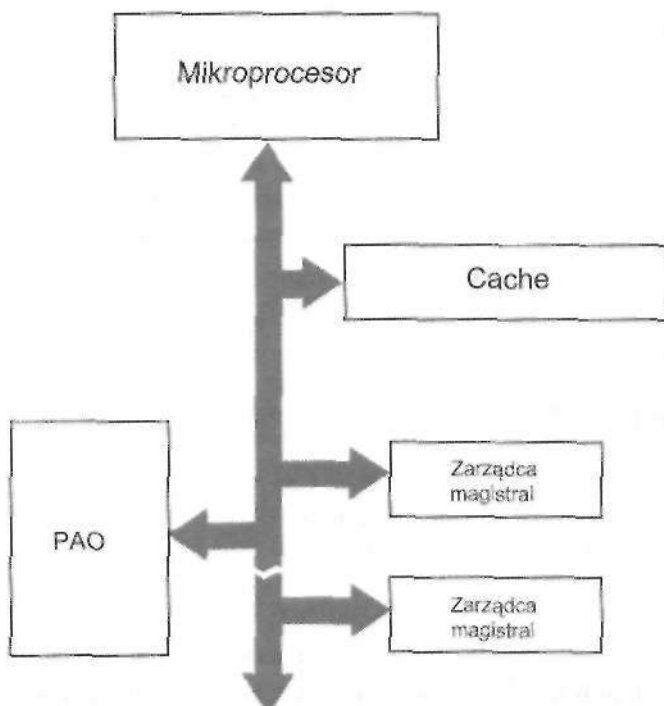 Mikroprocesor
Cache
Zarządca
magistral
PAO
Zarządca
magistral